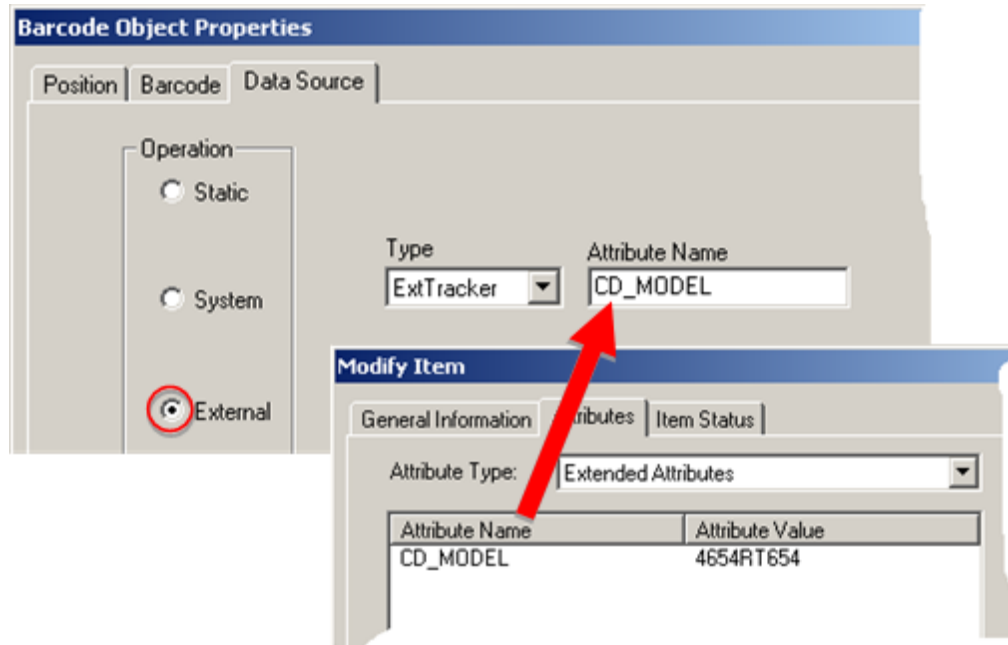 Barcode Object Properties
Position Barcode Data Source
Operation
Static
System
External
Type Attribute Name
ExtTracker CD_MODEL
Modify Item
General Information Item Status
Attribute Type: Extended Attributes
Attribute Name Attribute Value
CD_MODEL 4654RT654